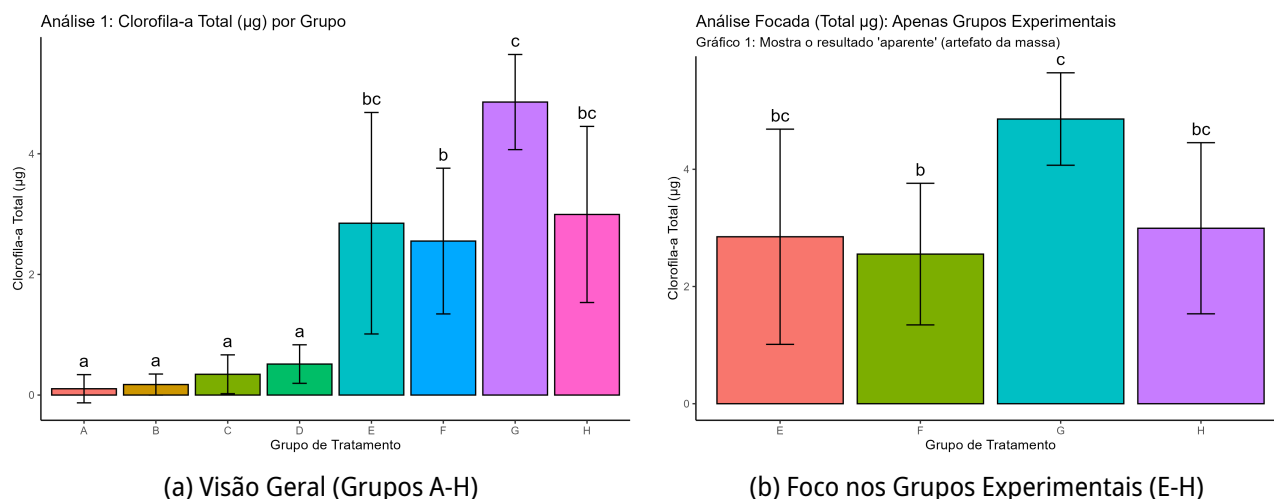 Análise 1: Clorofila-a Total (µg) por Grupo
c
bc
bc
b
a
a
a
a
4
2
0
Clorofila-a Total (µg)
A B C D E F G H
Grupo de Tratamento
(a) Visão Geral (Grupos A-H)
Análise Focada (Total µg): Apenas Grupos Experimentais
Gráfico 1: Mostra o resultado 'aparente' (artefato da massa)
c
bc
bc
b
4
2
0
Clorofila-a Total (µg)
E F G H
Grupo de Tratamento
(b) Foco nos Grupos Experimentais (E-H)